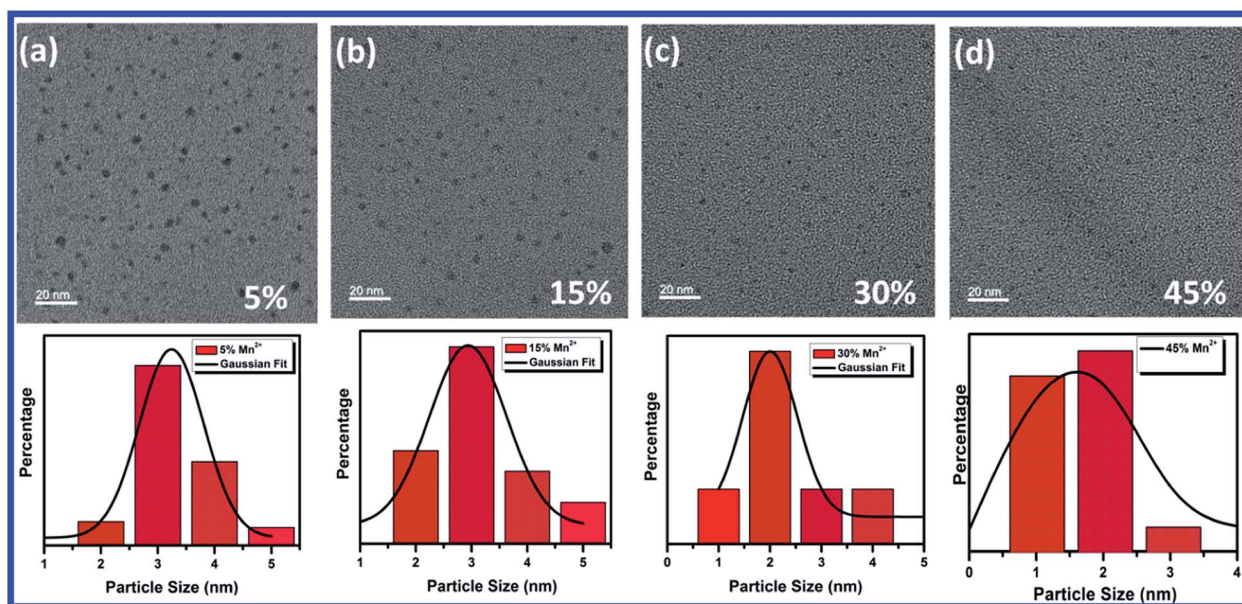 (a)
20 nm
5%
(b)
20 nm
15%
(c)
20 nm
30%
(d)
20 nm
45%
Percentage
5% Mn²⁺
Gaussian Fit
1 2 3 4 5
Particle Size (nm)
Percentage
15% Mn²⁺
Gaussian Fit
1 2 3 4 5
Particle Size (nm)
Percentage
30% Mn²⁺
Gaussian Fit
0 1 2 3 4 5
Particle Size (nm)
Percentage
45% Mn²⁺
0 1 2 3 4
Particle Size (nm)